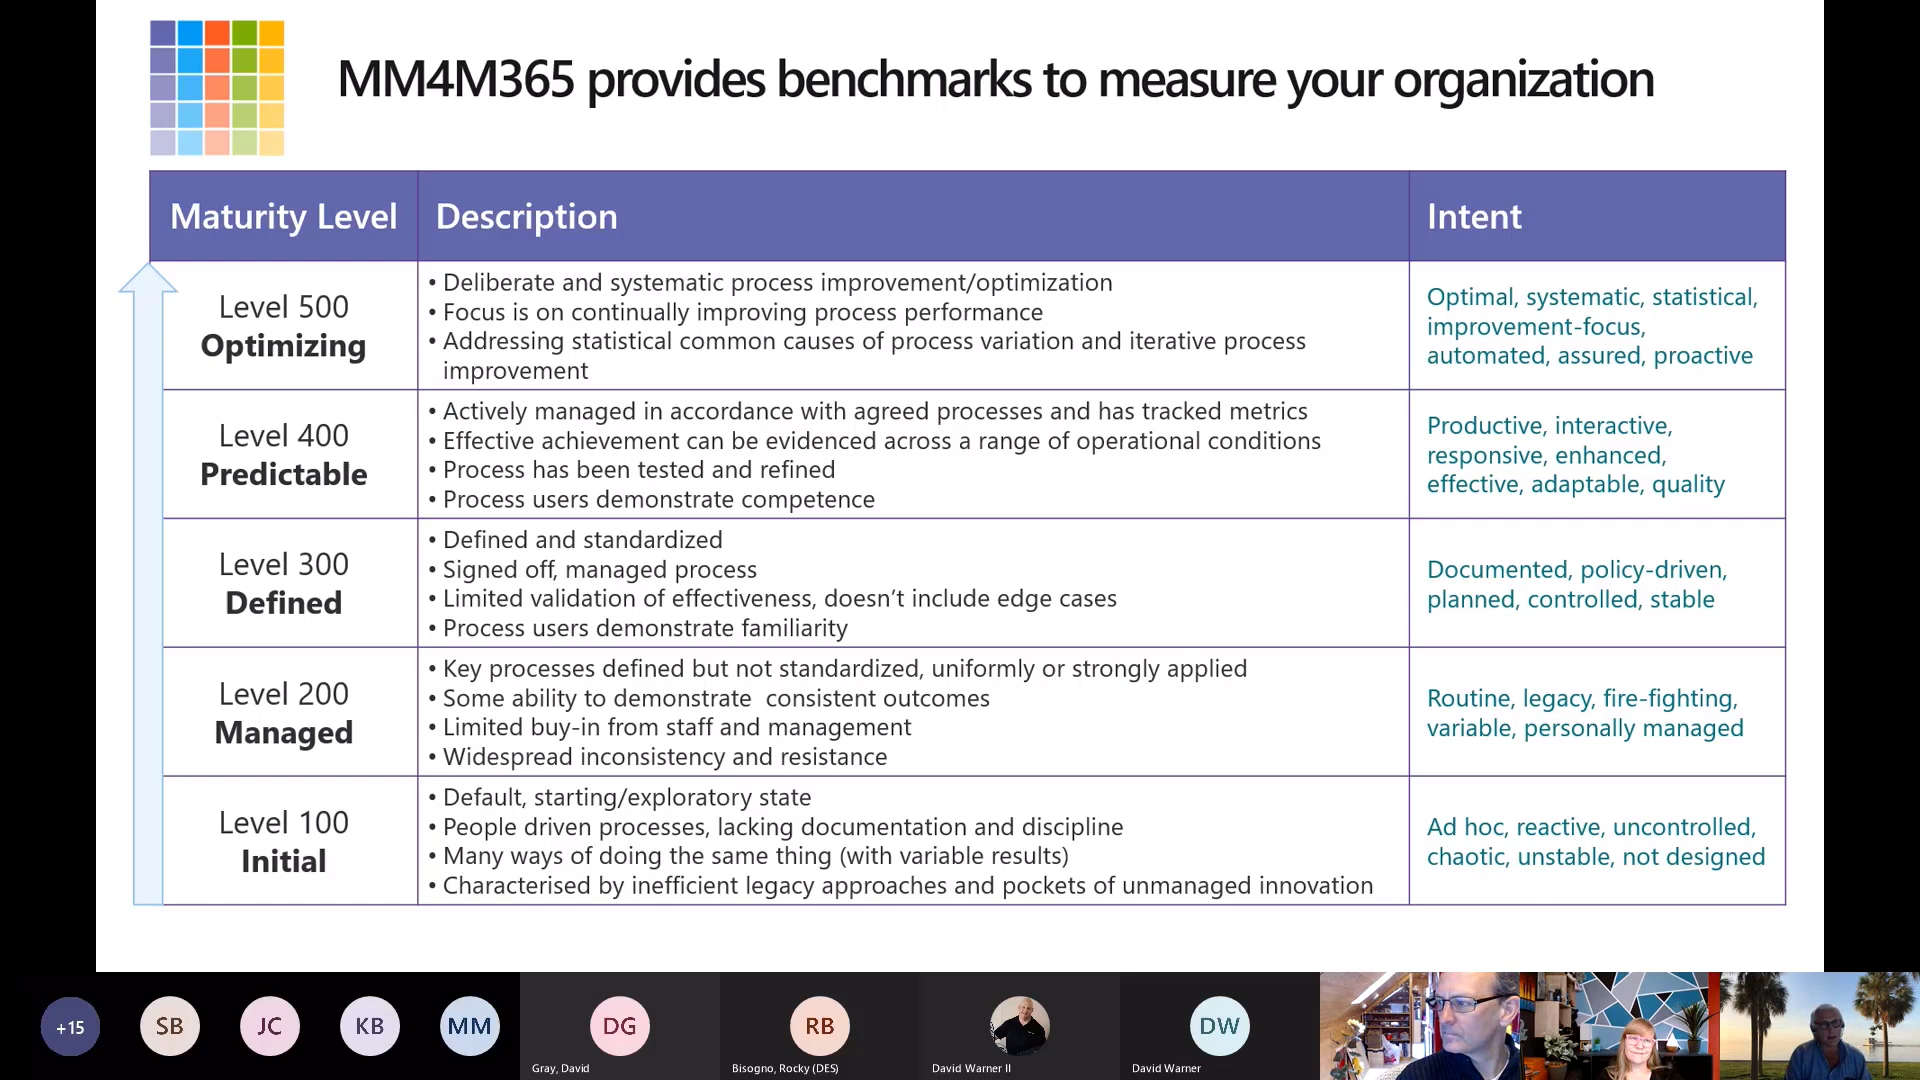 MM4M365 provides benchmarks to measure your organization
Maturity Level
Description
Intent
Level 500
Optimizing
• Deliberate and systematic process improvement/optimization
• Focus is on continually improving process performance
• Addressing statistical common causes of process variation and iterative process
improvement
Optimal, systematic, statistical,
improvement-focus,
automated, assured, proactive
Level 400
Predictable
• Actively managed in accordance with agreed processes and has tracked metrics
• Effective achievement can be evidenced across a range of operational conditions
• Process has been tested and refined
• Process users demonstrate competence
Productive, interactive,
responsive, enhanced,
effective, adaptable, quality
Level 300
Defined
• Defined and standardized
• Signed off, managed process
• Limited validation of effectiveness, doesn’t include edge cases
• Process users demonstrate familiarity
Documented, policy-driven,
planned, controlled, stable
Level 200
Managed
• Key processes defined but not standardized, uniformly or strongly applied
• Some ability to demonstrate  consistent outcomes
• Limited buy-in from staff and management
• Widespread inconsistency and resistance
Routine, legacy, fire-fighting,
variable, personally managed
Level 100
Initial
• Default, starting/exploratory state
• People driven processes, lacking documentation and discipline
• Many ways of doing the same thing (with variable results)
• Characterised by inefficient legacy approaches and pockets of unmanaged innovation
Ad hoc, reactive, uncontrolled,
chaotic, unstable, not designed
+15
SB
JC
KB
MM
DG
RB
DW
Gray, David
Bisogno, Rocky (DES)
David Warner II
David Warner